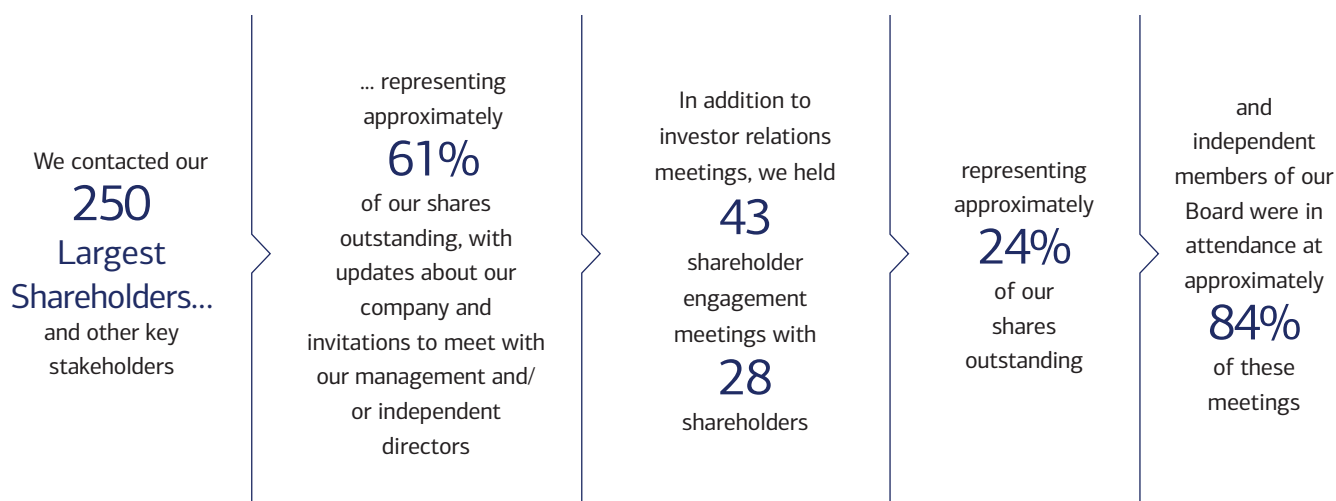 We contacted our
250
Largest
Shareholders...
and other key
stakeholders
... representing
approximately
61%
of our shares
outstanding, with
updates about our
company and
invitations to meet with
our management and/
or independent
directors
In addition to
investor relations
meetings, we held
43
shareholder
engagement
meetings with
28
shareholders
representing
approximately
24%
of our
shares
outstanding
and
independent
members of our
Board were in
attendance at
approximately
84%
of these
meetings